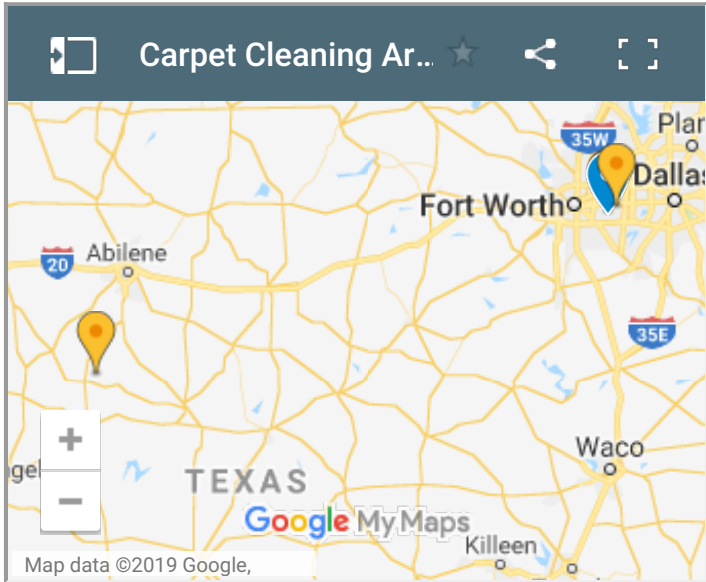 Carpet Cleaning Ar...
Plan
35W
Dallas
Fort Worth
Abilene
20
35E
gel
Waco
TEXAS
Google My Maps
Killeen
Map data ©2019 Google,